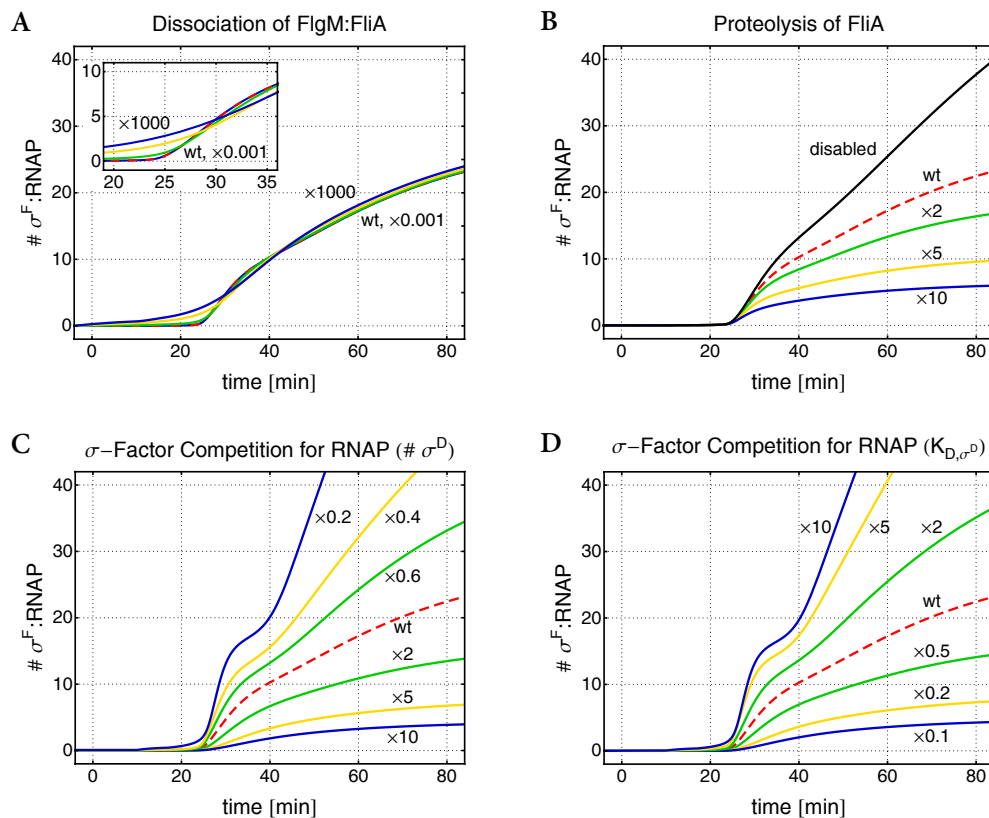 A
Dissociation of FlgM:FliA
# σF:RNAP
40
30
20
10
0
10
5
0
×1000
wt, ×0.001
20
25
30
35
×1000
wt, ×0.001
0
20
40
60
80
time [min]
B
Proteolysis of FliA
# σF:RNAP
40
30
20
10
0
disabled
wt
×2
×5
×10
0
20
40
60
80
time [min]
C
σ−Factor Competition for RNAP (# σD)
# σF:RNAP
40
30
20
10
0
×0.2
×0.4
×0.6
wt
×2
×5
×10
0
20
40
60
80
time [min]
D
σ−Factor Competition for RNAP (KD,σD)
# σF:RNAP
40
30
20
10
0
×10
×5
×2
wt
×0.5
×0.2
×0.1
0
20
40
60
80
time [min]